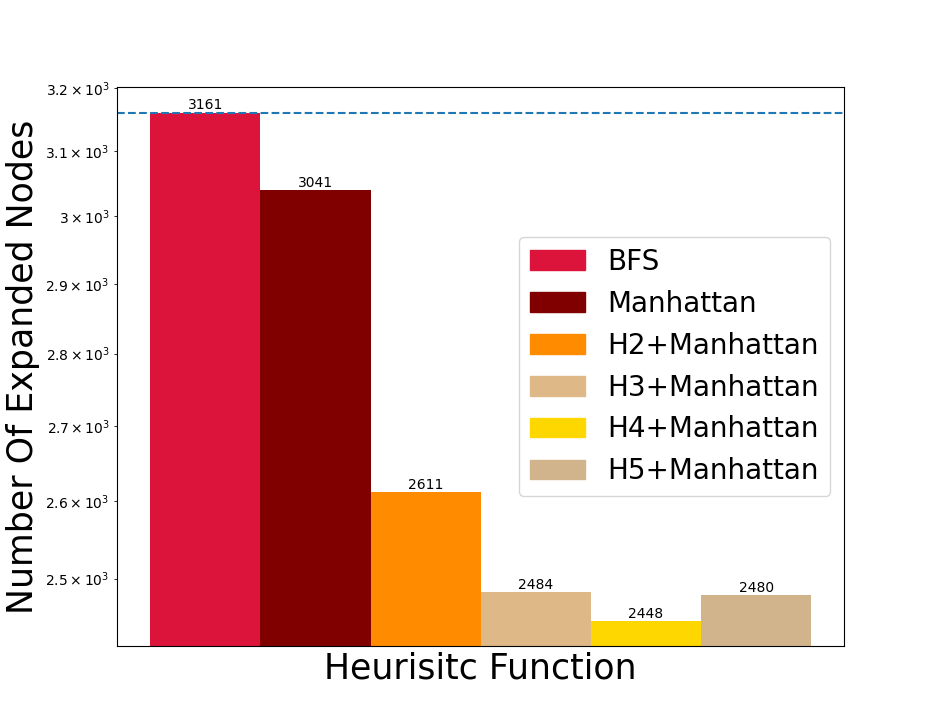 Number Of Expanded Nodes
3.2 × 10³
3.1 × 10³
3 × 10³
2.9 × 10³
2.8 × 10³
2.7 × 10³
2.6 × 10³
2.5 × 10³
3161
3041
2611
2484
2448
2480
BFS
Manhattan
H2+Manhattan
H3+Manhattan
H4+Manhattan
H5+Manhattan
Heurisitc Function